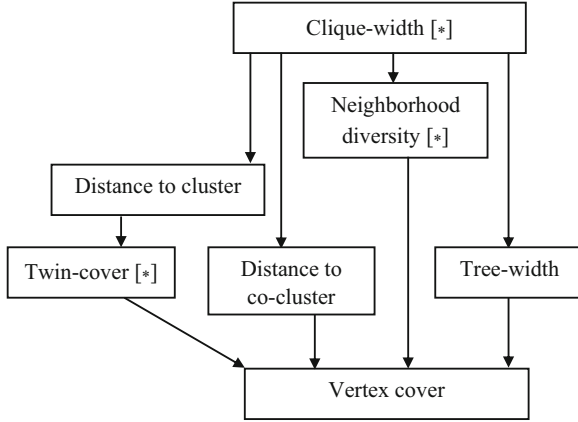 Clique-width [*]
Neighborhood
diversity [*]
Distance to cluster
Twin-cover [*]
Distance to
co-cluster
Tree-width
Vertex cover